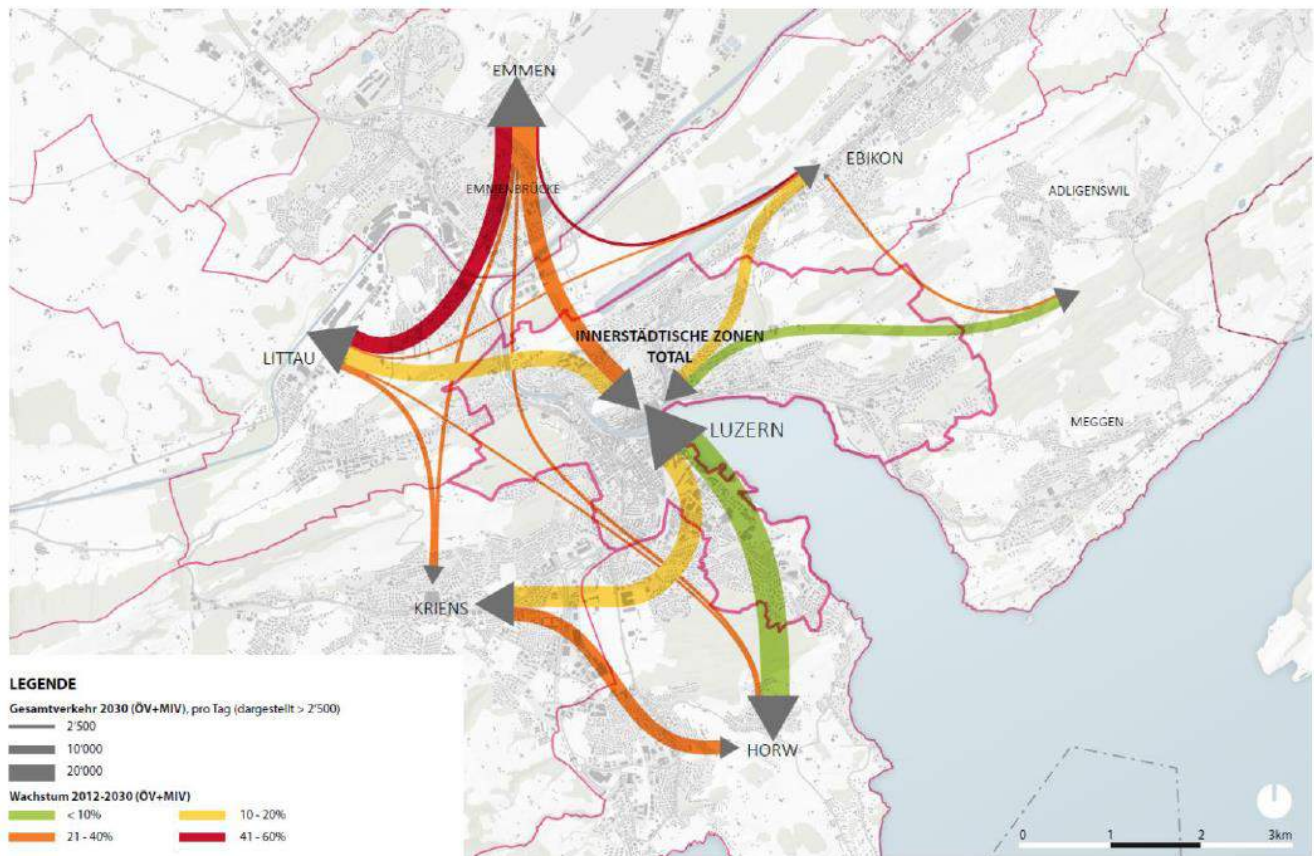 EMMEN
EBIKON
EMMENBRÜCKE
ADLIGENSWIL
INNERSTÄDTISCHE ZONEN
TOTAL
LITTAU
MEGGEN
LUZERN
KRIENS
HORW
LEGENDE
Gesamtverkehr 2030 (ÖV+MIV), pro Tag (dargestellt > 2'500)
2'500
10'000
20'000
Wachstum 2012-2030 (ÖV+MIV)
< 10% 10 - 20%
21 - 40% 41 - 60%
0 1 2 3km